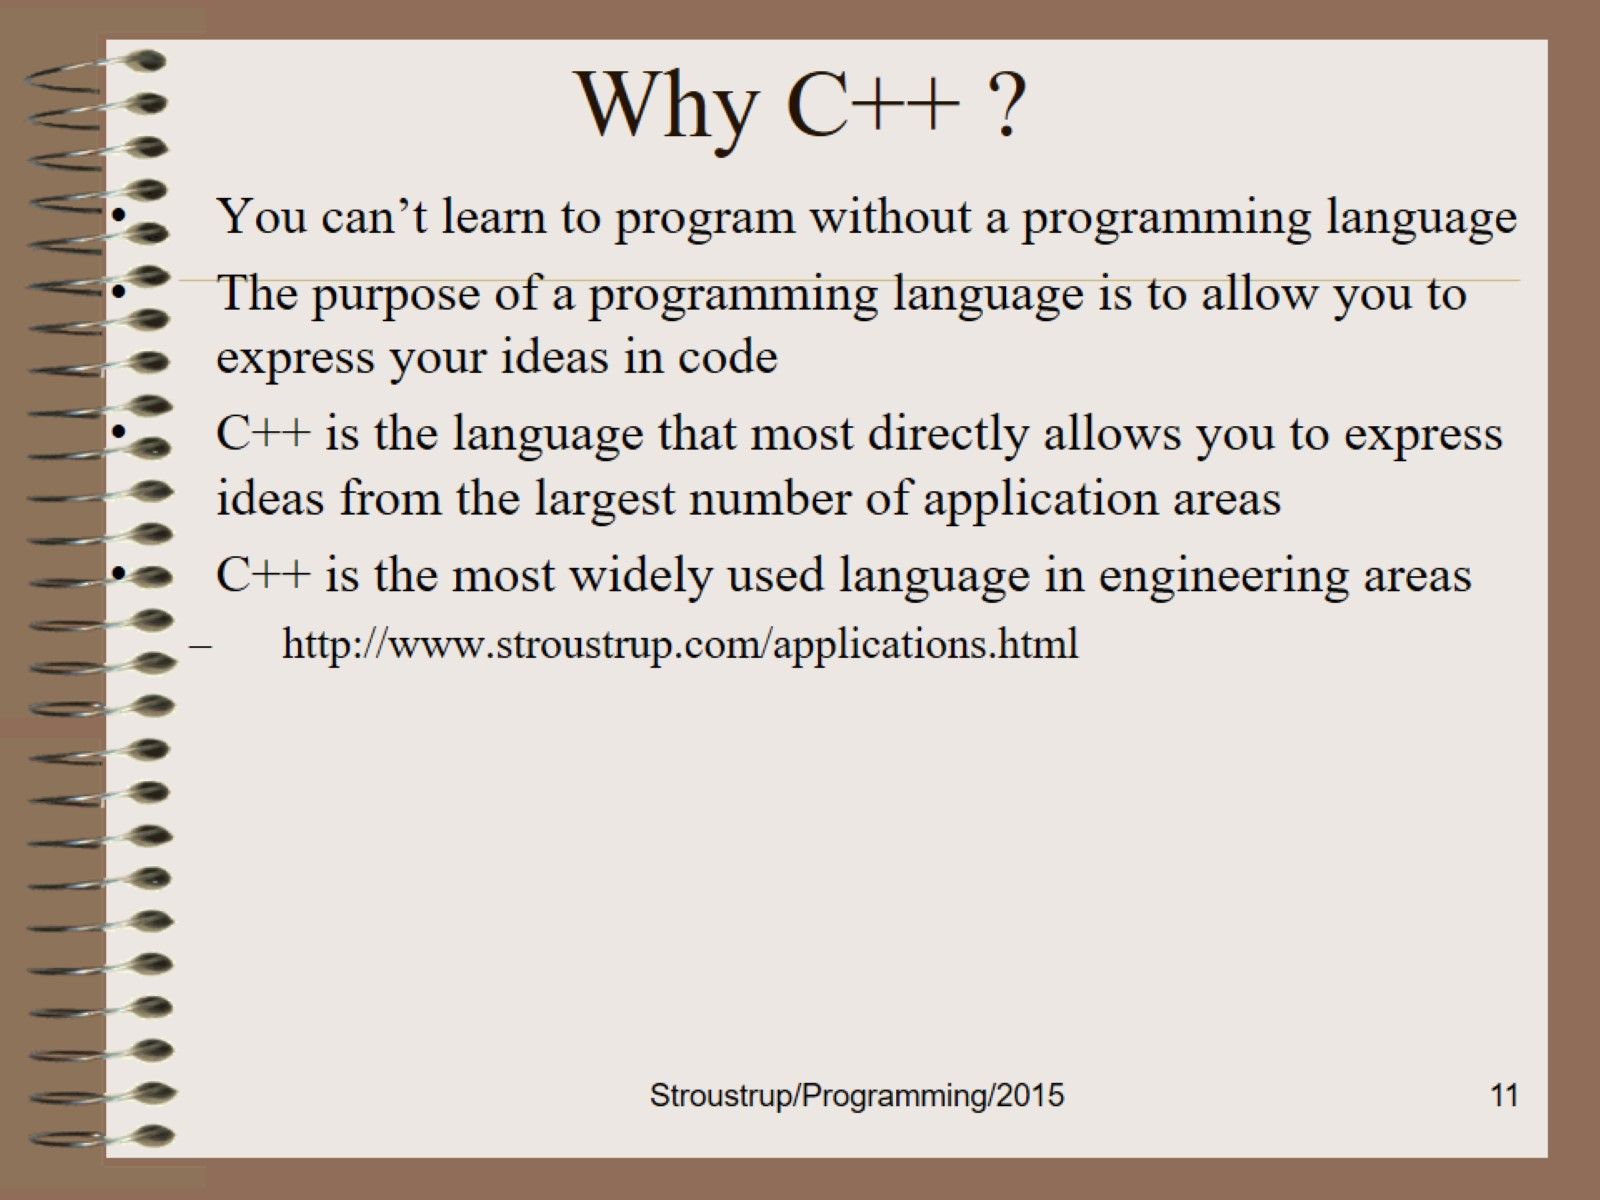 Why C++ ?
• You can’t learn to program without a programming language
• The purpose of a programming language is to allow you to
express your ideas in code
• C++ is the language that most directly allows you to express
ideas from the largest number of application areas
• C++ is the most widely used language in engineering areas
– http://www.stroustrup.com/applications.html
Stroustrup/Programming/2015
11